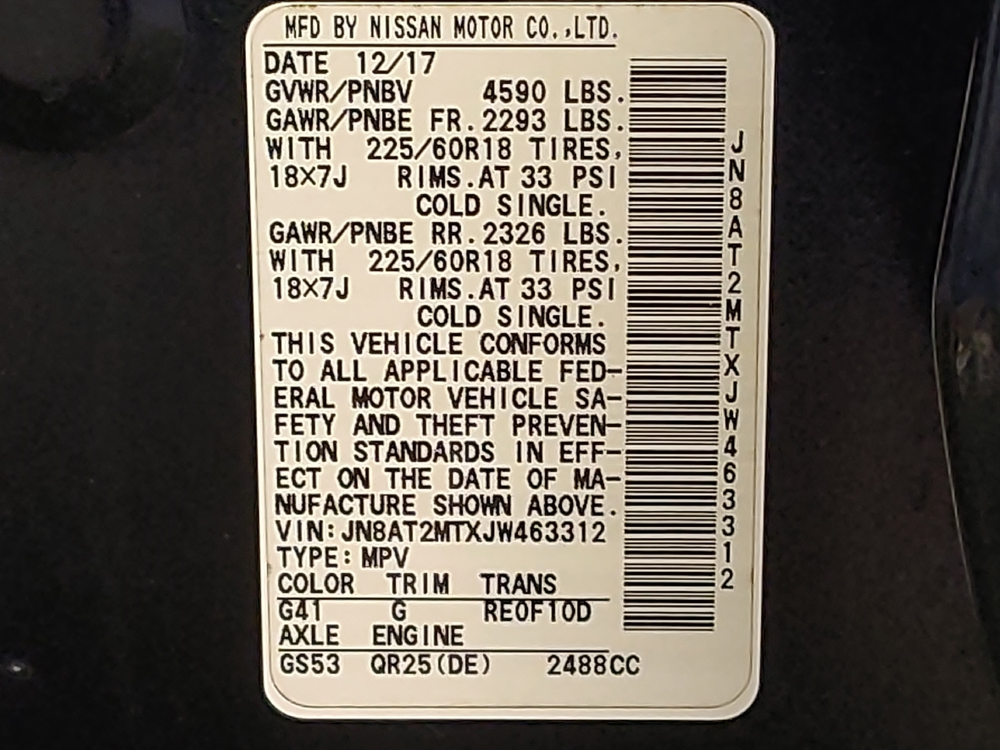 MFD BY NISSAN MOTOR CO.,LTD.
DATE 12/17
GVWR/PNBV 4590 LBS.
GAWR/PNBE FR.2293 LBS.
WITH 225/60R18 TIRES,
18×7J RIMS.AT 33 PSI
COLD SINGLE.
GAWR/PNBE RR.2326 LBS.
WITH 225/60R18 TIRES,
18×7J RIMS.AT 33 PSI
COLD SINGLE.
THIS VEHICLE CONFORMS
TO ALL APPLICABLE FED-
ERAL MOTOR VEHICLE SA-
FETY AND THEFT PREVEN-
TION STANDARDS IN EFF-
ECT ON THE DATE OF MA-
NUFACTURE SHOWN ABOVE.
VIN:JN8AT2MTXJW463312
TYPE:MPV
COLOR TRIM TRANS
G41 G RE0F10D
AXLE ENGINE
GS53 QR25(DE) 2488CC
JN8AT2MTXJW463312